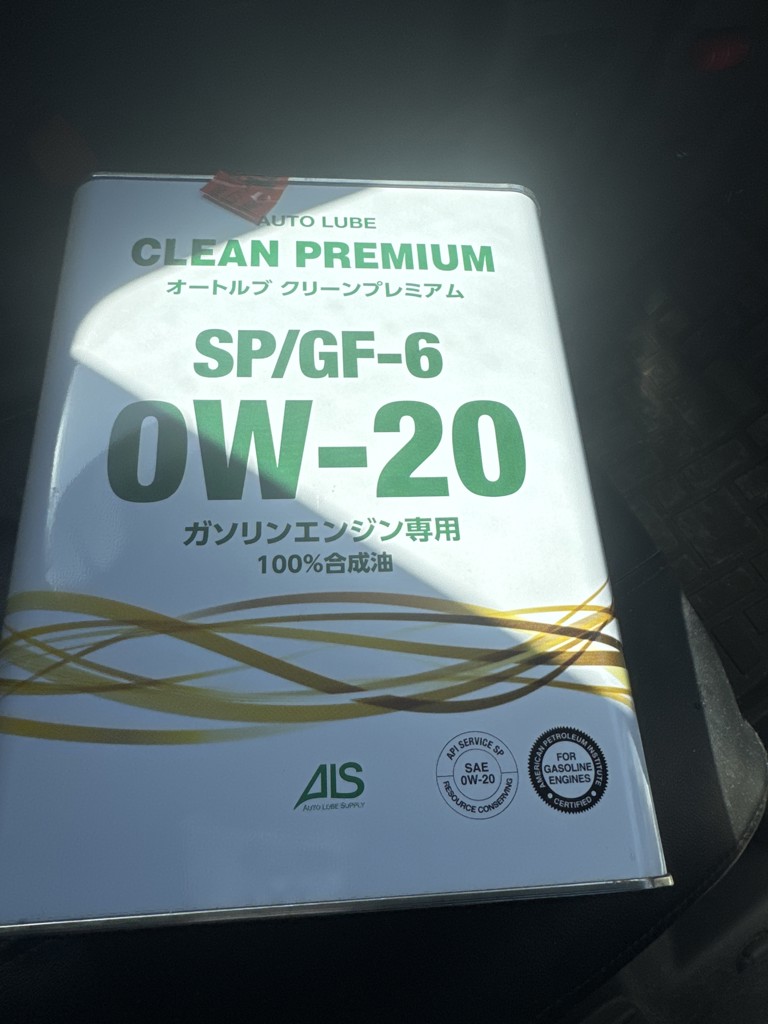 AUTO LUBE
CLEAN PREMIUM
オートルブ クリーンプレミアム
SP/GF-6
0W-20
ガソリンエンジン専用
100%合成油
ALS
AUTO LUBE SUPPLY
API SERVICE SP
SAE
0W-20
RESOURCE CONSERVING
AMERICAN PETROLEUM INSTITUTE
FOR
GASOLINE
ENGINES
CERTIFIED